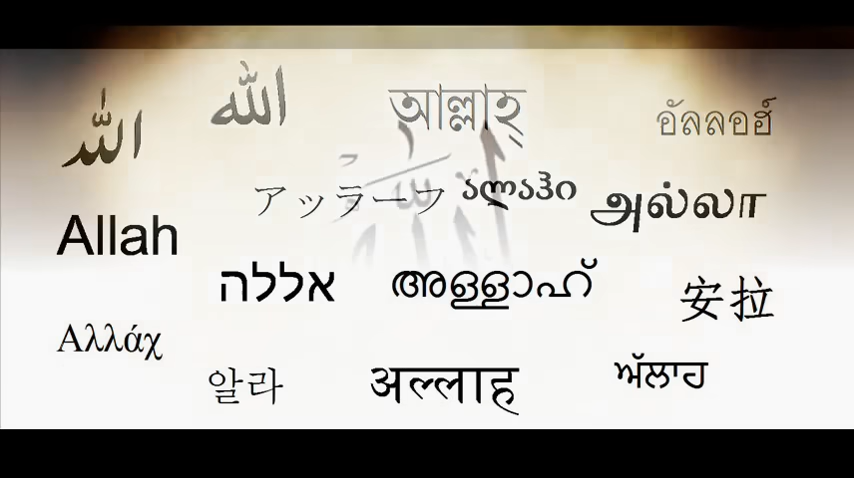 الله
الله
আল্লাহ্
อัลลอฮ์
アッラーフ
ალაჰი
அல்லா
Allah
אללה
അള്ളാഹ്
安拉
Αλλάχ
알라
अल्लाह
ਅੱਲਾਹ